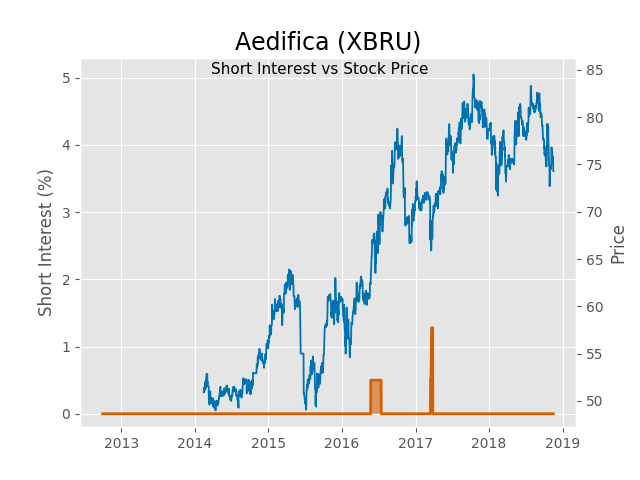 Aedifica (XBRU)
Short Interest vs Stock Price
Short Interest (%)
5
4
3
2
1
0
85
80
75
70
65
60
55
50
Price
2013 2014 2015 2016 2017 2018 2019